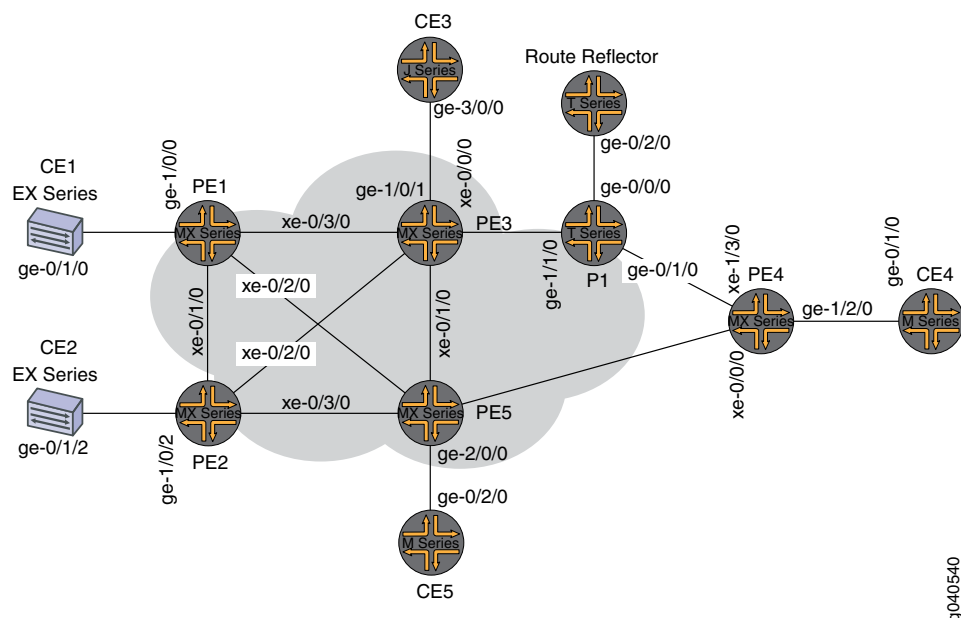 CE3
J Series
ge-3/0/0
Route Reflector
T Series
ge-0/2/0
CE1
EX Series
ge-0/1/0
ge-1/0/0
PE1
MX Series
xe-0/3/0
ge-1/0/1
xe-0/0/0
MX Series
PE3
ge-0/0/0
T Series
ge-1/1/0
P1
ge-0/1/0
xe-1/3/0
PE4
MX Series
xe-0/0/0
ge-1/2/0
ge-0/1/0
CE4
M Series
xe-0/2/0
xe-0/1/0
xe-0/2/0
xe-0/1/0
CE2
EX Series
ge-0/1/2
ge-1/0/2
MX Series
PE2
xe-0/3/0
MX Series
PE5
ge-2/0/0
ge-0/2/0
M Series
CE5
g040540